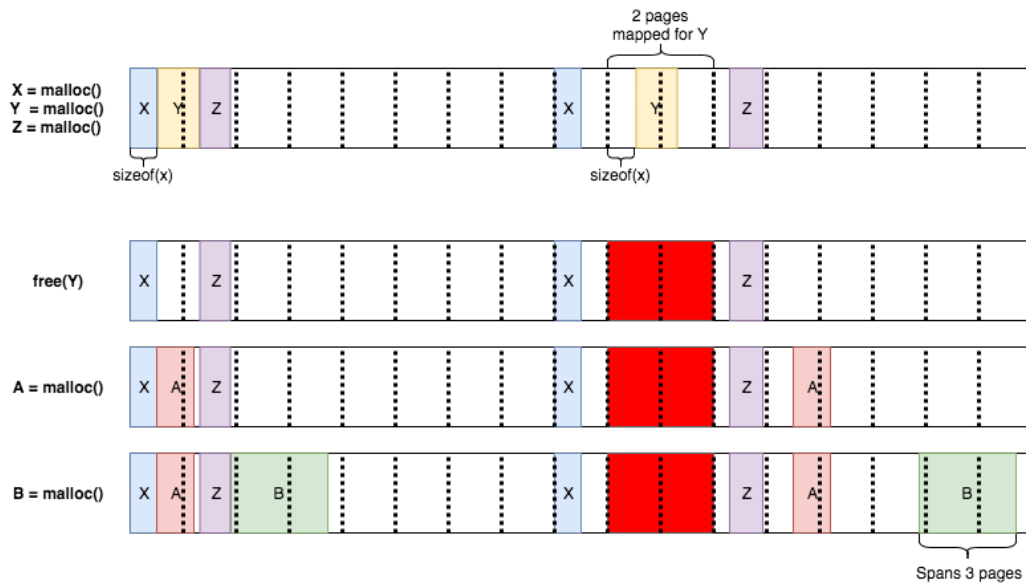 2 pages
mapped for Y
X = malloc()
Y = malloc()
Z = malloc()
X Y Z X Y Z
sizeof(x) sizeof(x)
free(Y)
X Z X Z
A = malloc()
X A Z X Z A
B = malloc()
X A Z B X Z A B
Spans 3 pages